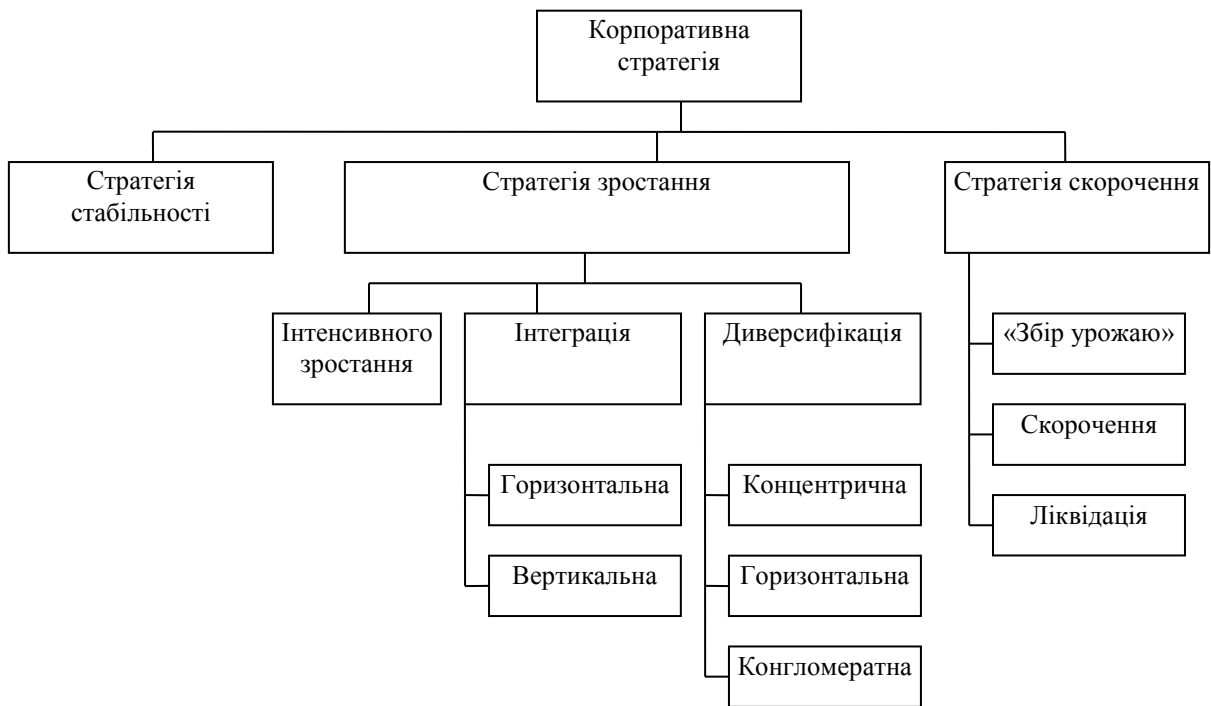 Корпоративна
стратегія
Стратегія
стабільності
Стратегія зростання
Стратегія скорочення
Інтенсивного
зростання
Інтеграція
Диверсифікація
«Збір урожаю»
Скорочення
Горизонтальна
Концентрична
Ліквідація
Вертикальна
Горизонтальна
Конгломератна